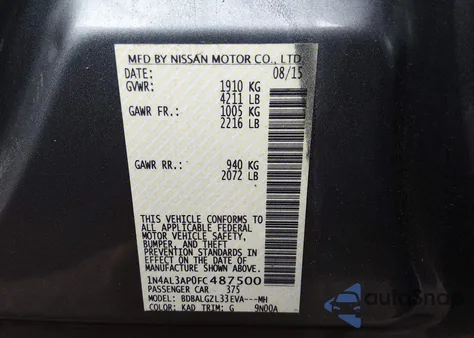 MFD BY NISSAN MOTOR CO., LTD.
DATE: 08/15
GVWR: 1910 KG
4211 LB
GAWR FR.: 1005 KG
2216 LB
GAWR RR.: 940 KG
2072 LB
THIS VEHICLE CONFORMS TO
ALL APPLICABLE FEDERAL
MOTOR VEHICLE SAFETY,
BUMPER, AND THEFT
PREVENTION STANDARDS
IN EFFECT ON THE DATE OF
MANUFACTURE SHOWN ABOVE.
1N4AL3AP0FC487500
PASSENGER CAR 375
MODEL: BDBALGZL33EVA---MH
COLOR: KAD TRIM: G 9N00A
AutoSnap